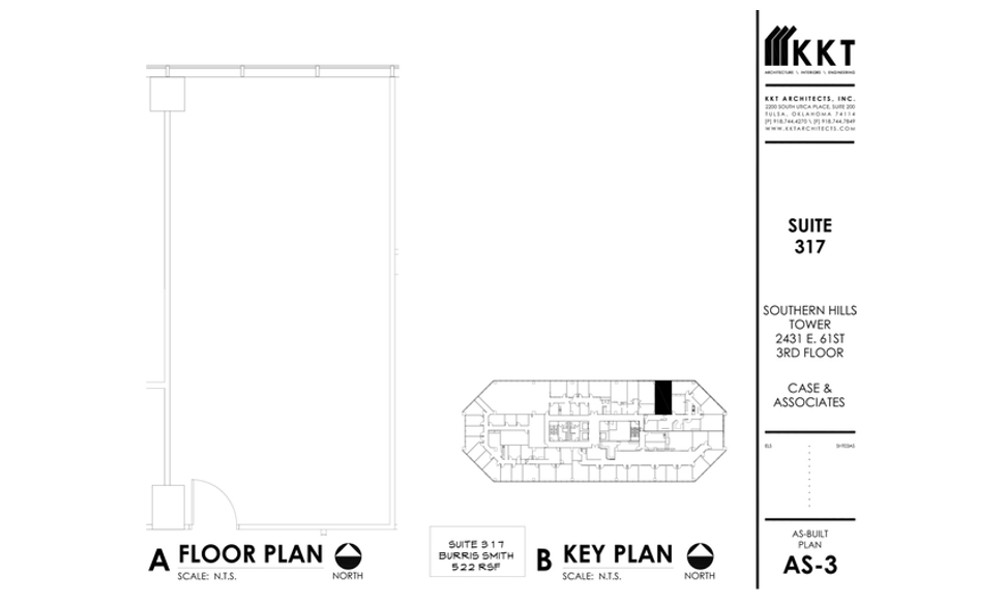 A FLOOR PLAN
SCALE: N.T.S.
NORTH
SUITE 317
BURRIS SMITH
522 RSF
B KEY PLAN
SCALE: N.T.S.
NORTH
KKT
ARCHITECTURE \ INTERIORS \ ENGINEERING
KKT ARCHITECTS, INC.
2200 SOUTH UTICA PLACE, SUITE 200
TULSA, OKLAHOMA 74114
[P] 918.744.4270 \ [F] 918.744.7849
WWW.KKTARCHITECTS.COM
SUITE
317
SOUTHERN HILLS
TOWER
2431 E. 61ST
3RD FLOOR
CASE &
ASSOCIATES
AS-BUILT
PLAN
AS-3